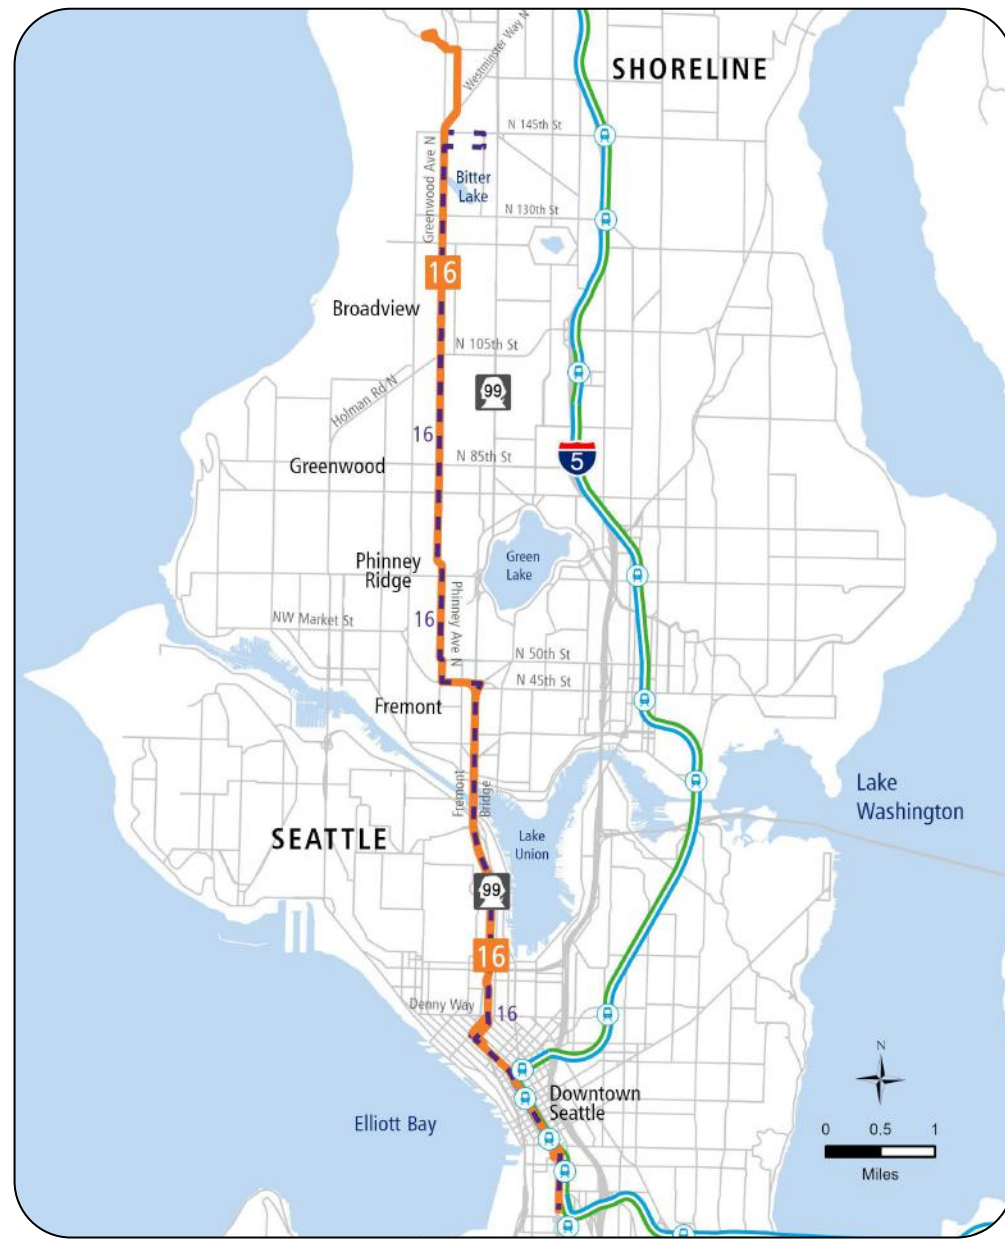 SHORELINE
Westminster Way N
N 145th St
Greenwood Ave N
Bitter
Lake
N 130th St
16
Broadview
N 105th St
99
Holman Rd N
16
N 85th St
5
Greenwood
Phinney
Ridge
Green
Lake
Phinney Ave N
16
NW Market St
N 50th St
N 45th St
Fremont
Fremont
Bridge
Lake
Washington
SEATTLE
Lake
Union
99
16
Denny Way
16
Downtown
Seattle
Elliott Bay
N
0 0.5 1
Miles